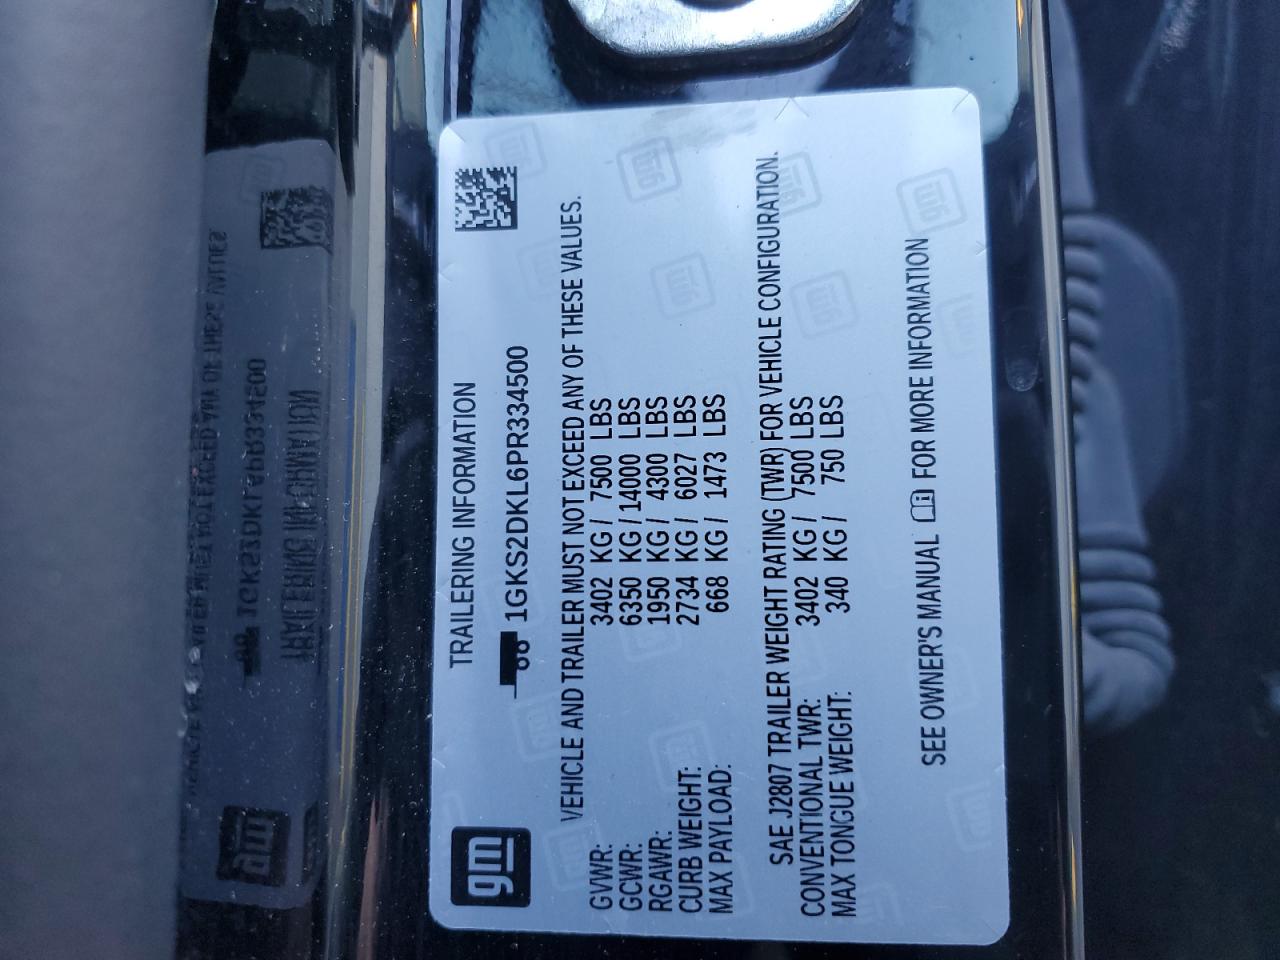 gm
TRAILERING INFORMATION
1GKS2DKL6PR334500
VEHICLE AND TRAILER MUST NOT EXCEED ANY OF THESE VALUES.
GVWR: 3402 KG / 7500 LBS
GCWR: 6350 KG / 14000 LBS
RGAWR: 1950 KG / 4300 LBS
CURB WEIGHT: 2734 KG / 6027 LBS
MAX PAYLOAD: 668 KG / 1473 LBS
SAE J2807 TRAILER WEIGHT RATING (TWR) FOR VEHICLE CONFIGURATION.
CONVENTIONAL TWR: 3402 KG / 7500 LBS
MAX TONGUE WEIGHT: 340 KG / 750 LBS
SEE OWNER'S MANUAL FOR MORE INFORMATION